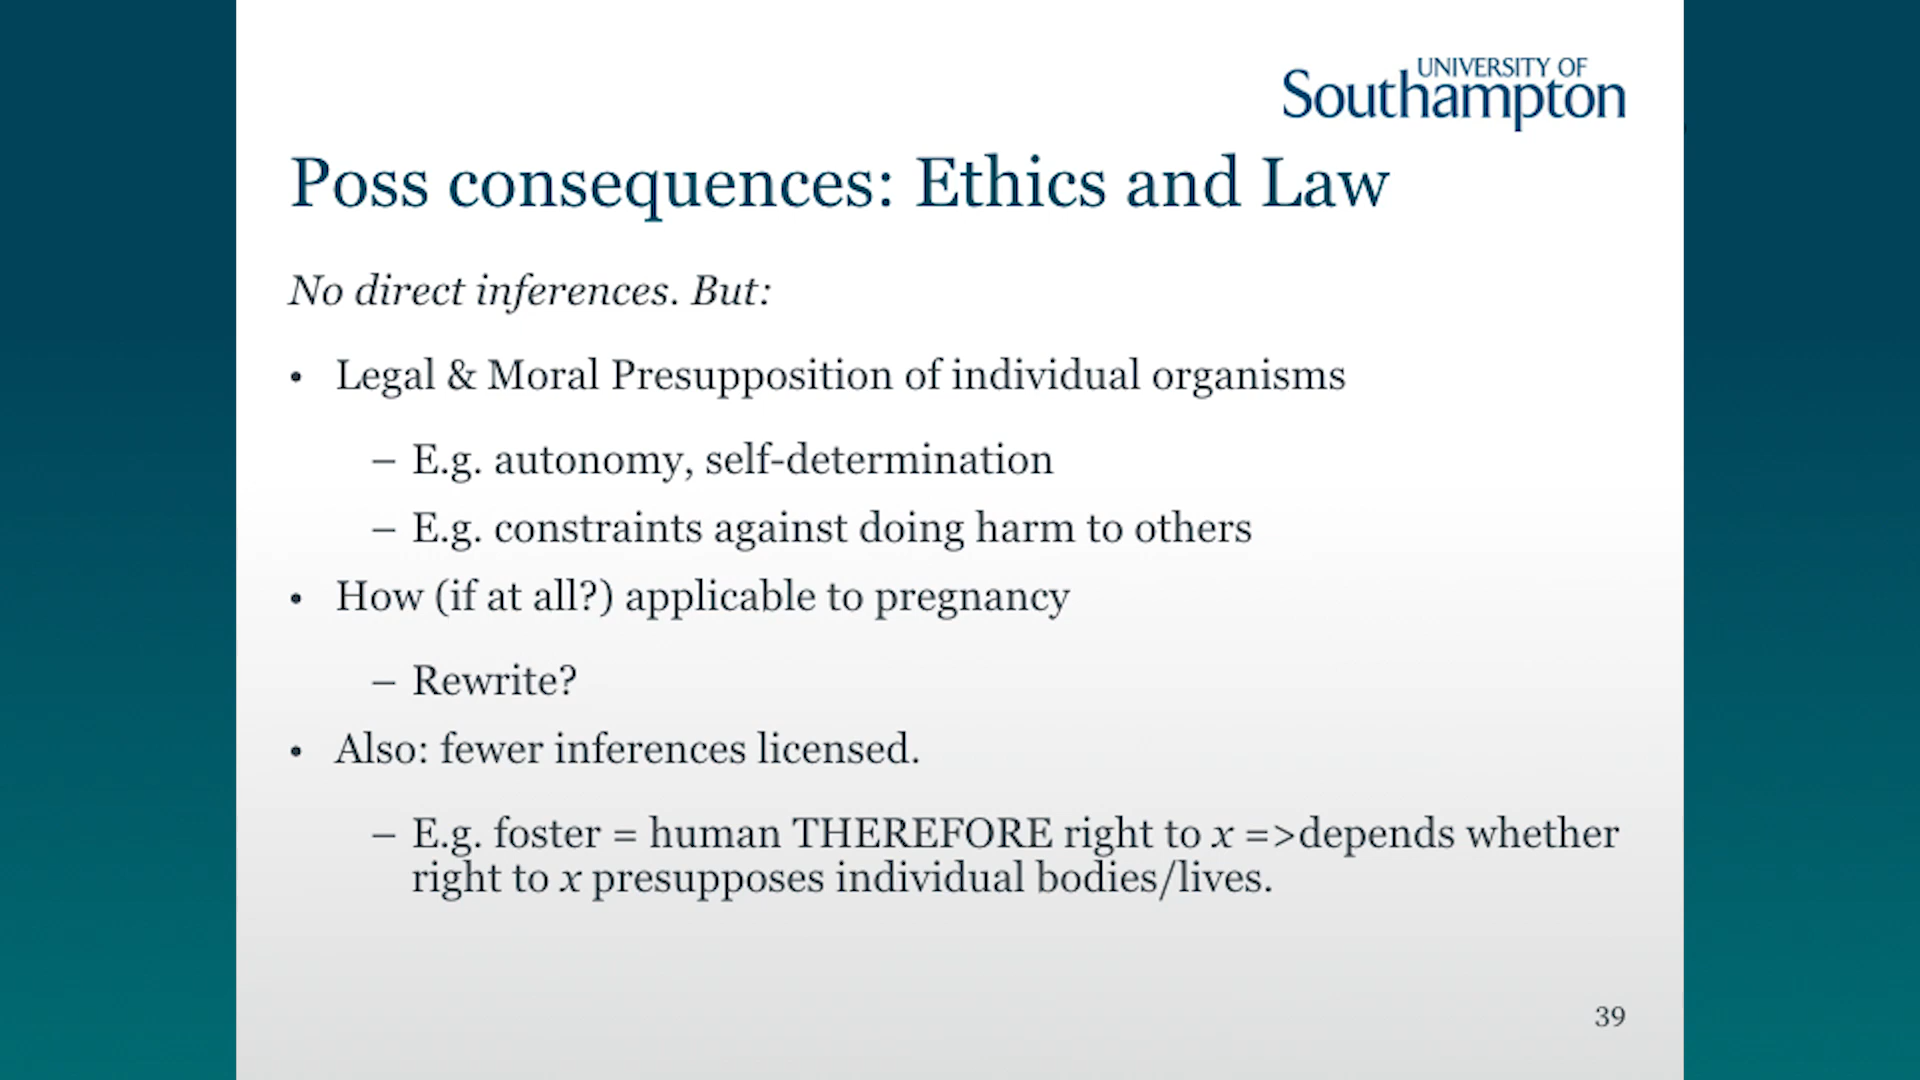 UNIVERSITY OF
Southampton
Poss consequences: Ethics and Law
No direct inferences. But:
• Legal & Moral Presupposition of individual organisms
– E.g. autonomy, self-determination
– E.g. constraints against doing harm to others
• How (if at all?) applicable to pregnancy
– Rewrite?
• Also: fewer inferences licensed.
– E.g. foster = human THEREFORE right to x =>depends whether
right to x presupposes individual bodies/lives.
39